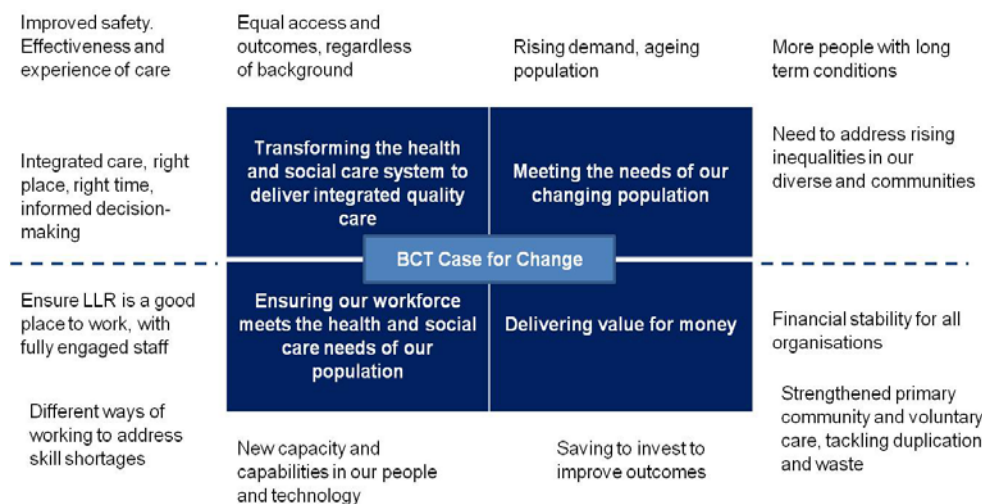 Improved safety.
Effectiveness and
experience of care
Equal access and
outcomes, regardless
of background
Rising demand, ageing
population
More people with long
term conditions
Integrated care, right
place, right time,
informed decision-
making
Transforming the health
and social care system to
deliver integrated quality
care
Meeting the needs of our
changing population
Need to address rising
inequalities in our
diverse and communities
BCT Case for Change
Ensure LLR is a good
place to work, with
fully engaged staff
Ensuring our workforce
meets the health and social
care needs of our
population
Delivering value for money
Financial stability for all
organisations
Different ways of
working to address
skill shortages
New capacity and
capabilities in our people
and technology
Saving to invest to
improve outcomes
Strengthened primary
community and voluntary
care, tackling duplication
and waste